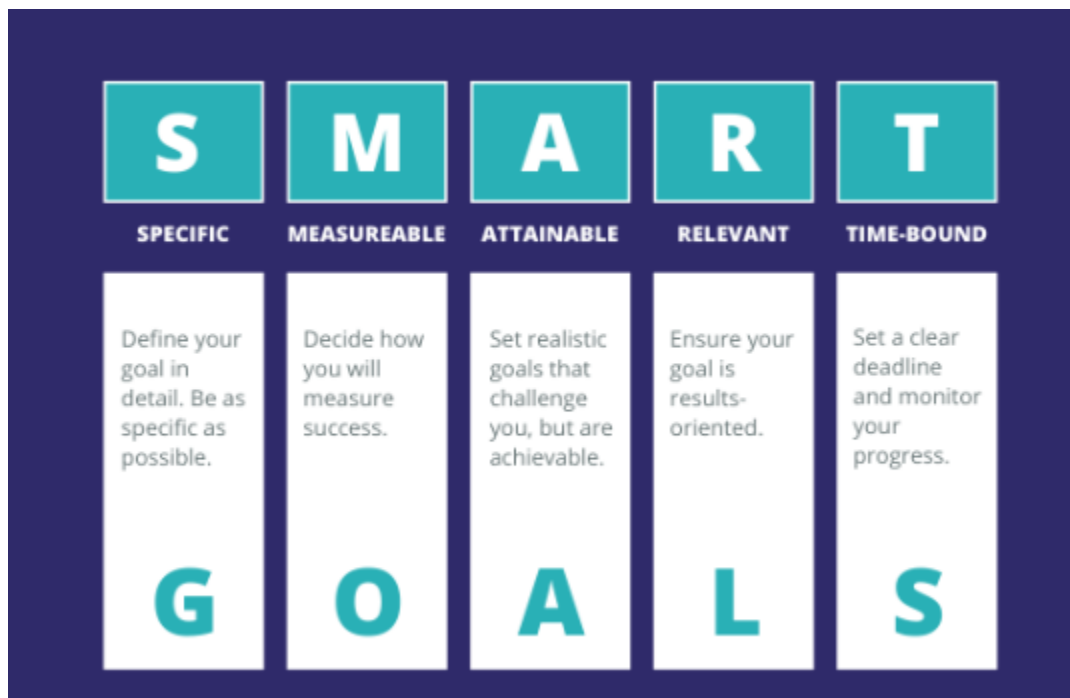 S M A R T
SPECIFIC MEASUREABLE ATTAINABLE RELEVANT TIME-BOUND
Define your
goal in
detail. Be as
specific as
possible.
Decide how
you will
measure
success.
Set realistic
goals that
challenge
you, but are
achievable.
Ensure your
goal is
results-
oriented.
Set a clear
deadline
and monitor
your
progress.
G O A L S